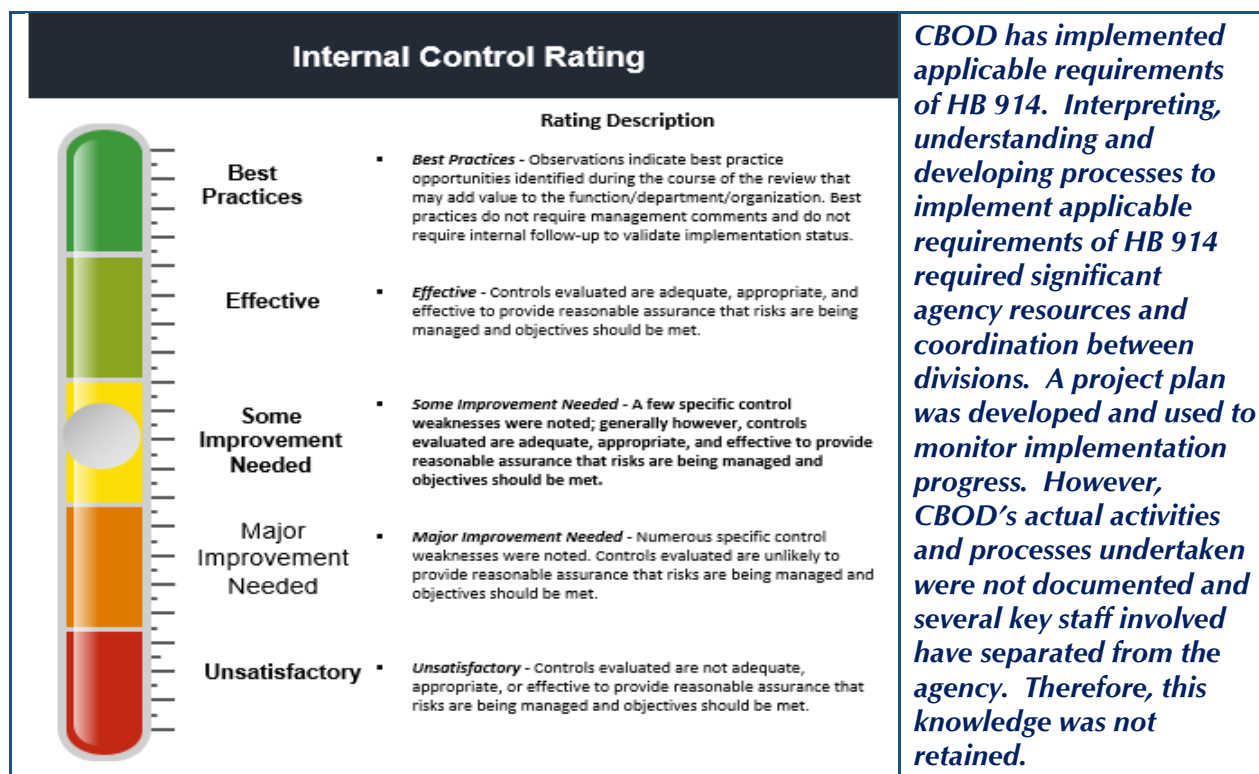 Internal Control Rating
Rating Description
Best
Practices
▪ Best Practices - Observations indicate best practice
opportunities identified during the course of the review that
may add value to the function/department/organization. Best
practices do not require management comments and do not
require internal follow-up to validate implementation status.
Effective
▪ Effective - Controls evaluated are adequate, appropriate, and
effective to provide reasonable assurance that risks are being
managed and objectives should be met.
Some
Improvement
Needed
▪ Some Improvement Needed - A few specific control
weaknesses were noted; generally however, controls
evaluated are adequate, appropriate, and effective to provide
reasonable assurance that risks are being managed and
objectives should be met.
Major
Improvement
Needed
▪ Major Improvement Needed - Numerous specific control
weaknesses were noted. Controls evaluated are unlikely to
provide reasonable assurance that risks are being managed and
objectives should be met.
Unsatisfactory
▪ Unsatisfactory - Controls evaluated are not adequate,
appropriate, or effective to provide reasonable assurance that
risks are being managed and objectives should be met.
CBOD has implemented
applicable requirements
of HB 914. Interpreting,
understanding and
developing processes to
implement applicable
requirements of HB 914
required significant
agency resources and
coordination between
divisions. A project plan
was developed and used to
monitor implementation
progress. However,
CBOD's actual activities
and processes undertaken
were not documented and
several key staff involved
have separated from the
agency. Therefore, this
knowledge was not
retained.